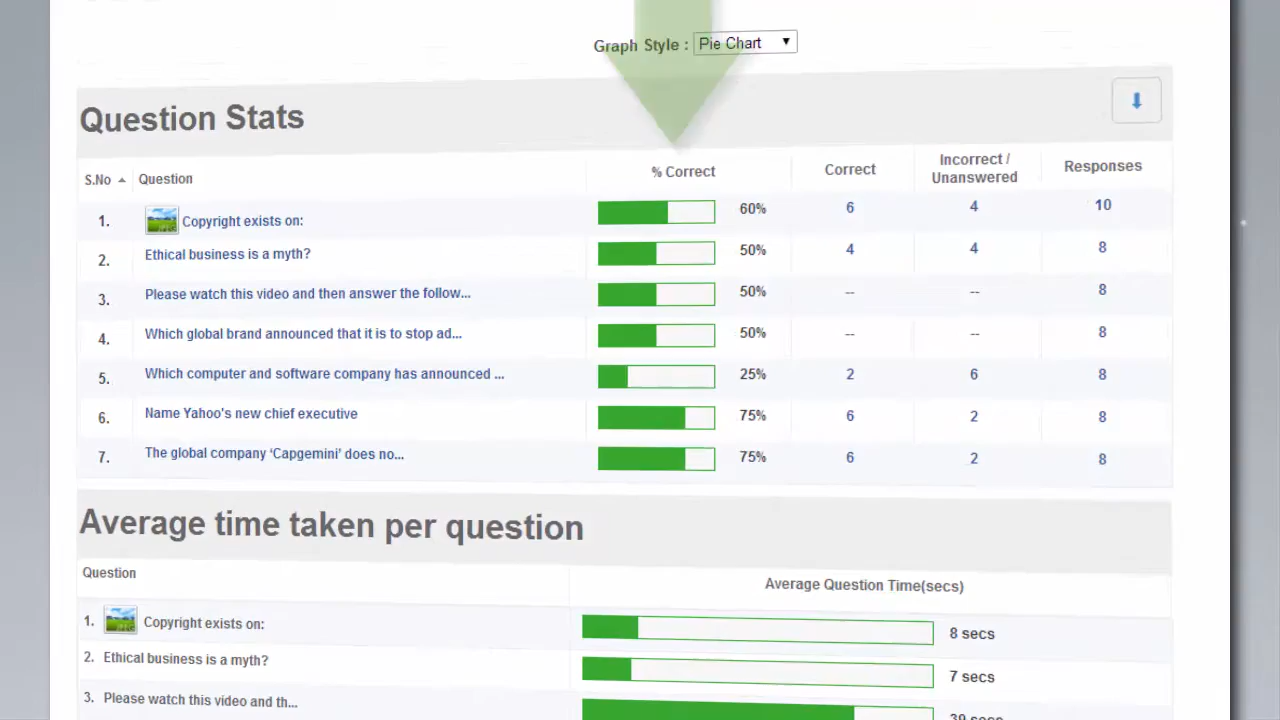 Graph Style : Pie Chart
Question Stats
S.No Question % Correct Correct Incorrect / Unanswered Responses
1. Copyright exists on: 60% 6 4 10
2. Ethical business is a myth? 50% 4 4 8
3. Please watch this video and then answer the follow... 50% -- -- 8
4. Which global brand announced that it is to stop ad... 50% -- -- 8
5. Which computer and software company has announced ... 25% 2 6 8
6. Name Yahoo's new chief executive 75% 6 2 8
7. The global company ‘Capgemini’ does no... 75% 6 2 8
Average time taken per question
Question Average Question Time(secs)
1. Copyright exists on: 8 secs
2. Ethical business is a myth? 7 secs
3. Please watch this video and th... 39 secs